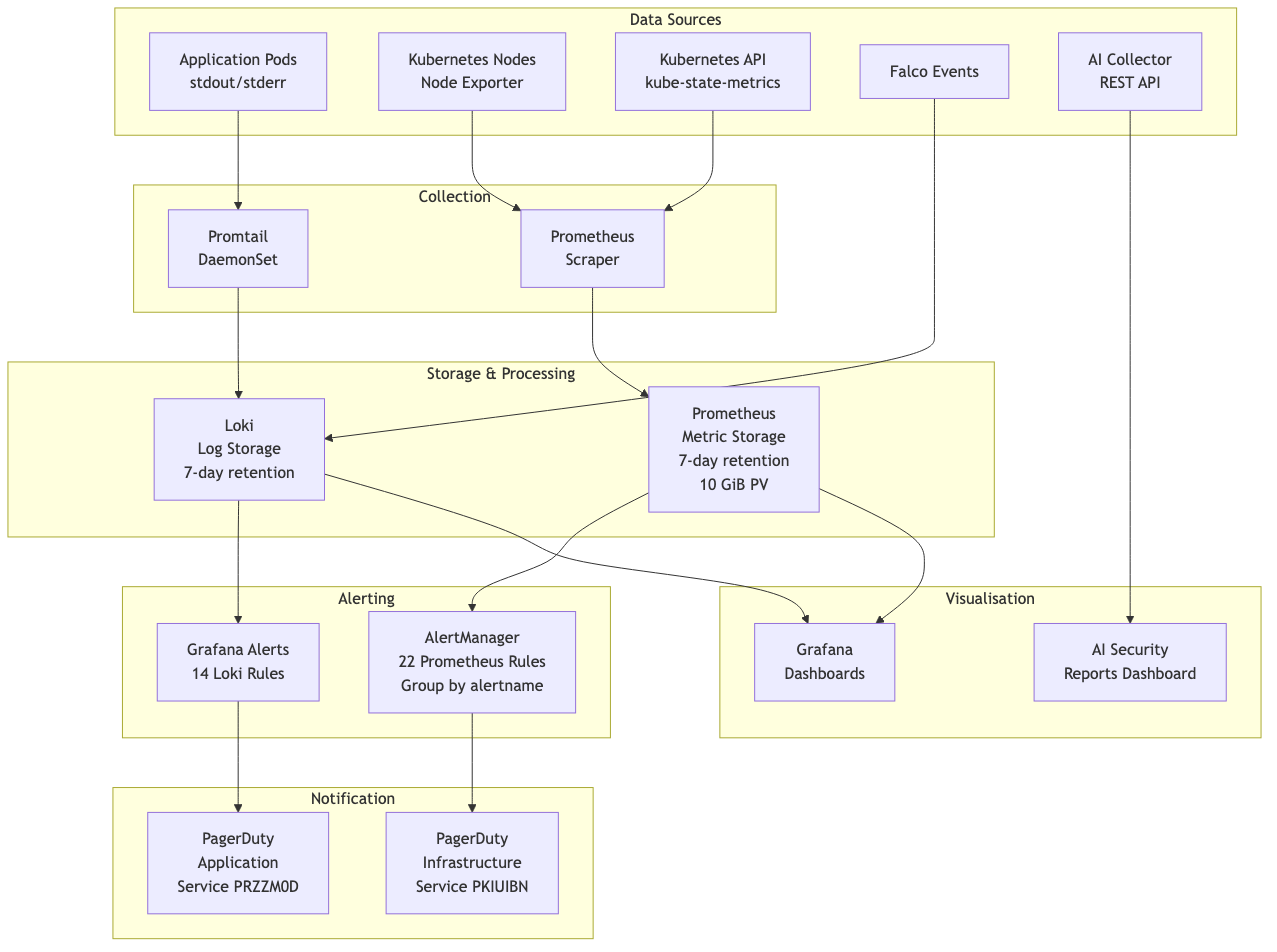 Data Sources
Application Pods
stdout/stderr
Kubernetes Nodes
Node Exporter
Kubernetes API
kube-state-metrics
Falco Events
AI Collector
REST API
Collection
Promtail
DaemonSet
Prometheus
Scraper
Storage & Processing
Loki
Log Storage
7-day retention
Prometheus
Metric Storage
7-day retention
10 GiB PV
Alerting
Grafana Alerts
14 Loki Rules
AlertManager
22 Prometheus Rules
Group by alertname
Visualisation
Grafana
Dashboards
AI Security
Reports Dashboard
Notification
PagerDuty
Application
Service PRZZM0D
PagerDuty
Infrastructure
Service PKIUIBN